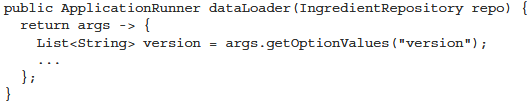 public ApplicationRunner dataLoader(IngredientRepository repo) {
  return args -> {
    List<String> version = args.getOptionValues("version");
    ...
  };
}